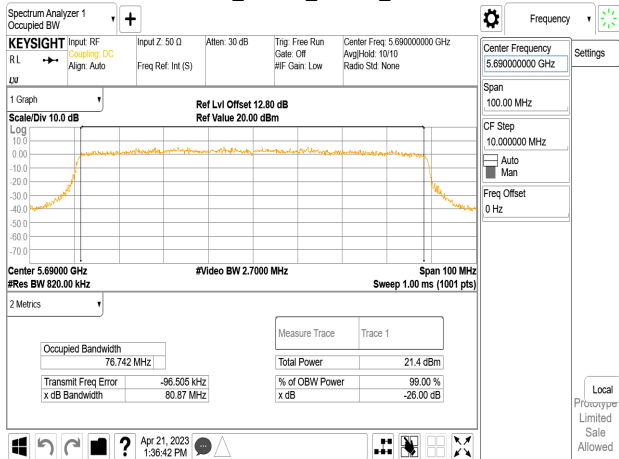 Spectrum Analyzer 1
Occupied BW
Frequency
KEYSIGHT
R L
Input: RF
Coupling: DC
Align: Auto
Input Z: 50 Ω
Freq Ref: Int (S)
Atten: 30 dB
Trig: Free Run
Gate: Off
#IF Gain: Low
Center Freq: 5.690000000 GHz
Avg|Hold: 10/10
Radio Std: None
Center Frequency
5.690000000 GHz
Settings
Span
100.00 MHz
CF Step
10.000000 MHz
Auto
Man
Freq Offset
0 Hz
1 Graph
Scale/Div 10.0 dB
Ref Lvl Offset 12.80 dB
Ref Value 20.00 dBm
Log
10.0
0.00
-10.0
-20.0
-30.0
-40.0
-50.0
-60.0
-70.0
Center 5.69000 GHz
#Video BW 2.7000 MHz
Span 100 MHz
#Res BW 820.00 kHz
Sweep 1.00 ms (1001 pts)
2 Metrics
Measure Trace Trace 1
Occupied Bandwidth
76.742 MHz
Total Power 21.4 dBm
Transmit Freq Error -96.505 kHz
% of OBW Power 99.00 %
x dB Bandwidth 80.87 MHz
x dB -26.00 dB
Local
Prototype
Limited
Sale
Allowed
Apr 21, 2023
1:36:42 PM